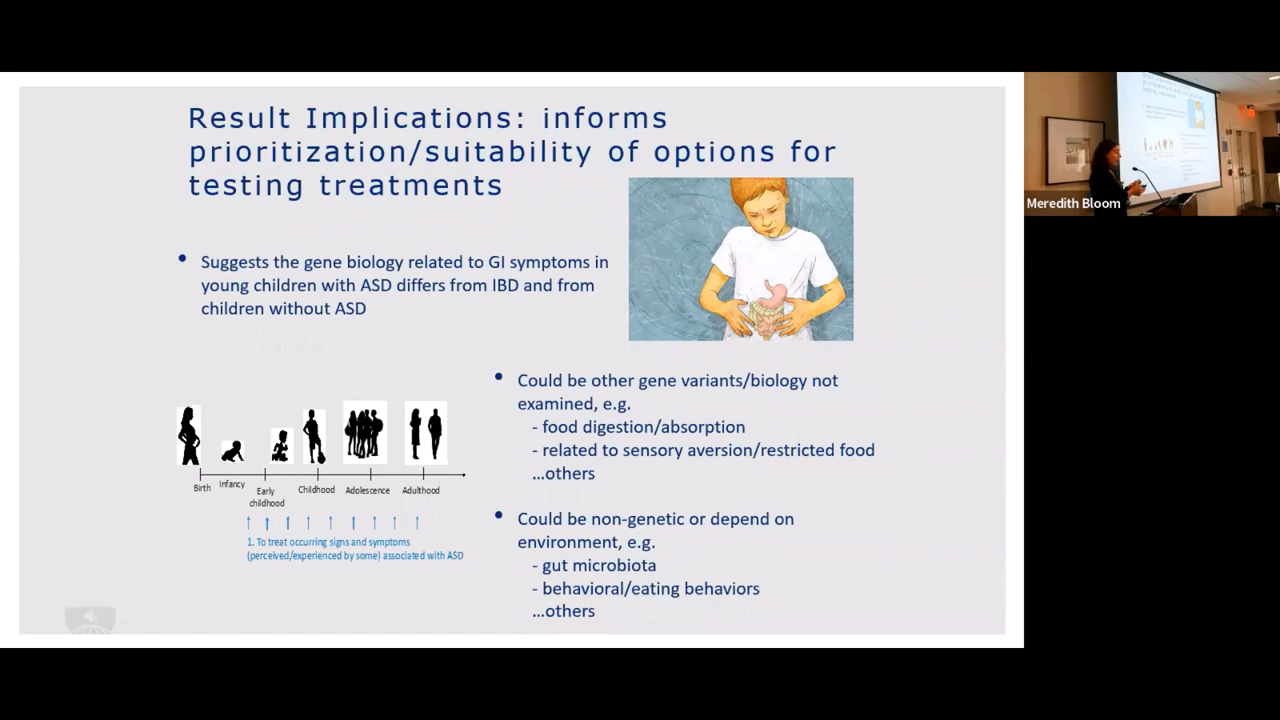 Result Implications: informs
prioritization/suitability of options for
testing treatments
• Suggests the gene biology related to GI symptoms in
young children with ASD differs from IBD and from
children without ASD
• Could be other gene variants/biology not
examined, e.g.
- food digestion/absorption
- related to sensory aversion/restricted food
...others
• Could be non-genetic or depend on
environment, e.g.
- gut microbiota
- behavioral/eating behaviors
...others
Birth
Infancy
Early
childhood
Childhood
Adolescence
Adulthood
1. To treat occurring signs and symptoms
(perceived/experienced by some) associated with ASD
Meredith Bloom